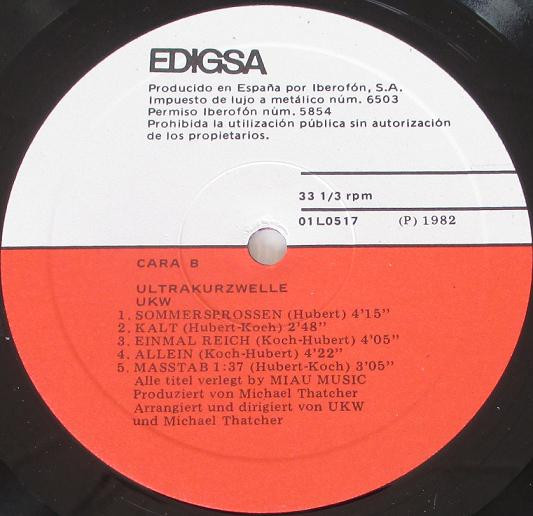 EDIGSA
Producido en España por Iberofón, S.A.
Impuesto de lujo a metálico núm. 6503
Permiso Iberofón núm. 5854
Prohibida la utilización pública sin autorización
de los propietarios.
33 1/3 rpm
01L0517 (P) 1982
CARA B
ULTRAKURZWELLE
UKW
1. SOMMERSPROSSEN (Hubert) 4'15"
2. KALT (Hubert-Koch) 2'48"
3. EINMAL REICH (Koch-Hubert) 4'05"
4. ALLEIN (Koch-Hubert) 4'22"
5. MASSTAB 1:37 (Hubert-Koch) 3'05"
Alle titel verlegt by MIAU MUSIC
Produziert von Michael Thatcher
Arrangiert und dirigiert von UKW
und Michael Thatcher